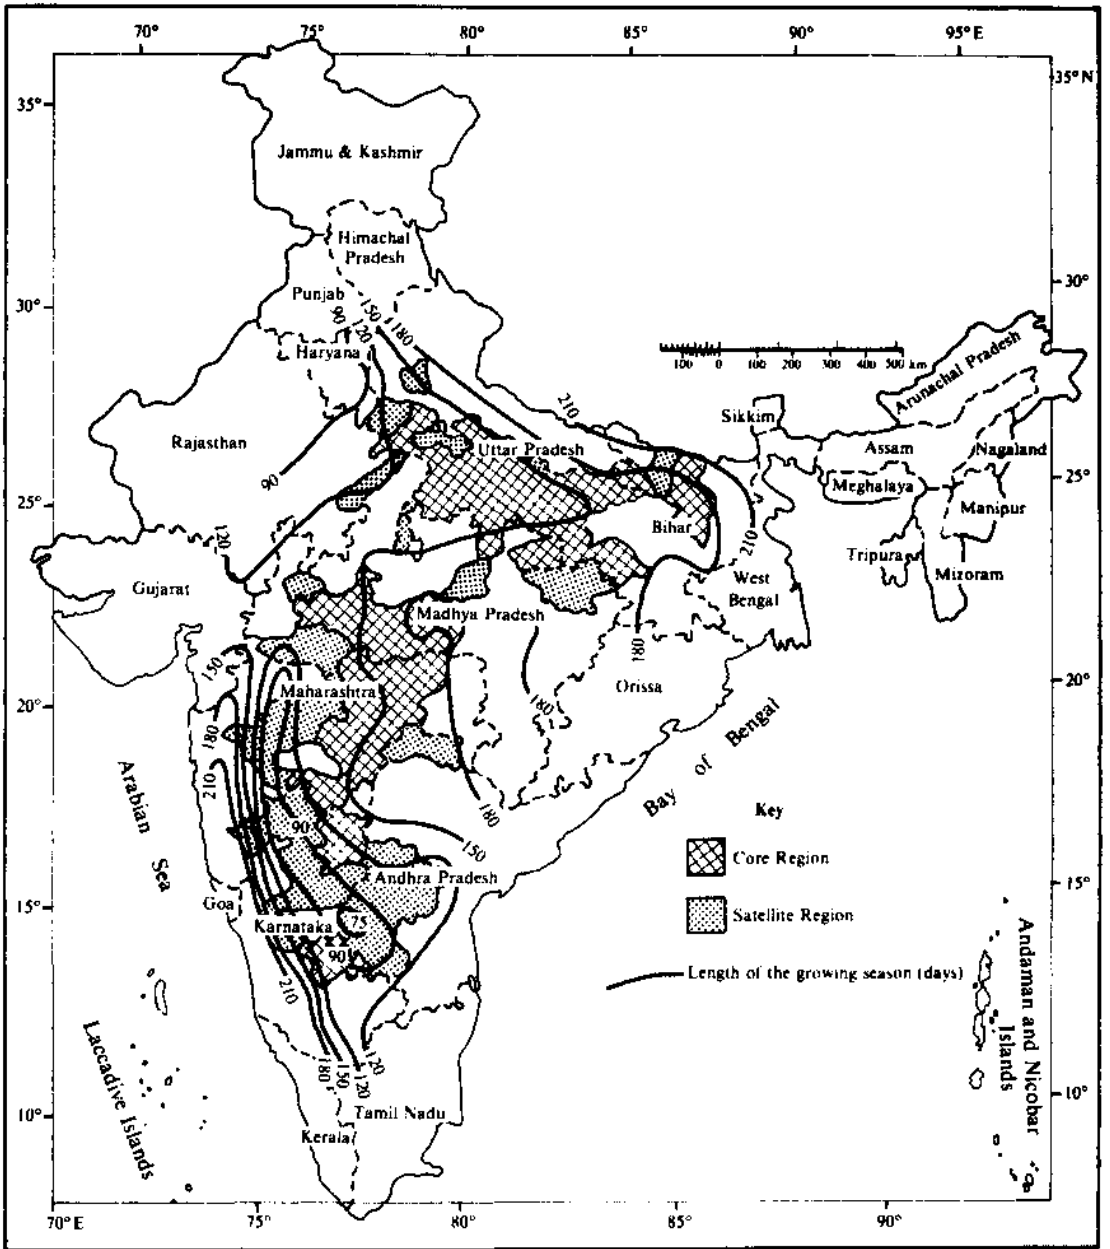 70°
75°
80°
85°
90°
95° E
35° N
35°
Jammu & Kashmir
Himachal
Pradesh
30°
30°
Punjab
150
90
120
180
Haryana
100 0 100 200 300 400 500 km
Arunachal Pradesh
210
Sikkim
Rajasthan
Uttar Pradesh
Assam
Nagaland
90
25°
25°
Meghalaya
Bihar
Manipur
120
210
Tripura
Gujarat
West
Bengal
Mizoram
Madhya Pradesh
150
180
Orissa
20°
20°
Maharashtra
180
180
210
Bay of Bengal
Arabian Sea
180
Key
90
150
Core Region
Andhra Pradesh
15°
15°
Goa
Satellite Region
Karnataka
75
90
210
Length of the growing season (days)
Andaman and Nicobar
Islands
Laccadive Islands
120
180
150
120
10°
10°
Tamil Nadu
Kerala
70° E
75°
80°
85°
90°